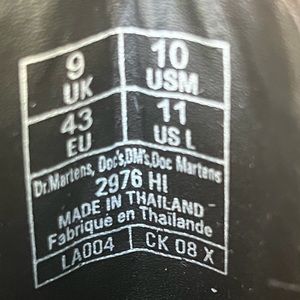 9 UK 10 USM
43 EU 11 US L
Dr.Martens, Doc's,DM's,Doc Martens
2976 HI
MADE IN THAILAND
Fabriqué en Thaïlande
LA004 CK 08 X